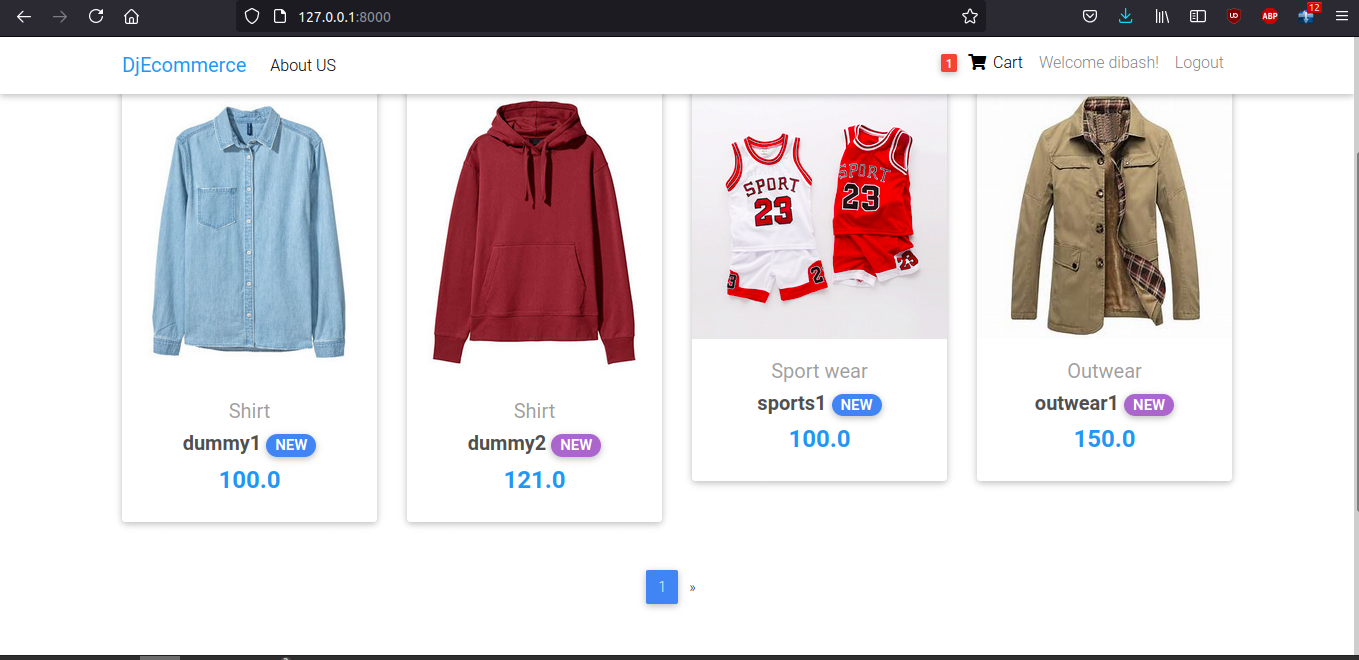 127.0.0.1:8000
UD
ABP
12
DjEcommerce
About US
1
Cart
Welcome dibash!
Logout
SPORT
23
SPORT
23
Shirt
dummy1 NEW
100.0
Shirt
dummy2 NEW
121.0
Sport wear
sports1 NEW
100.0
Outwear
outwear1 NEW
150.0
1 »